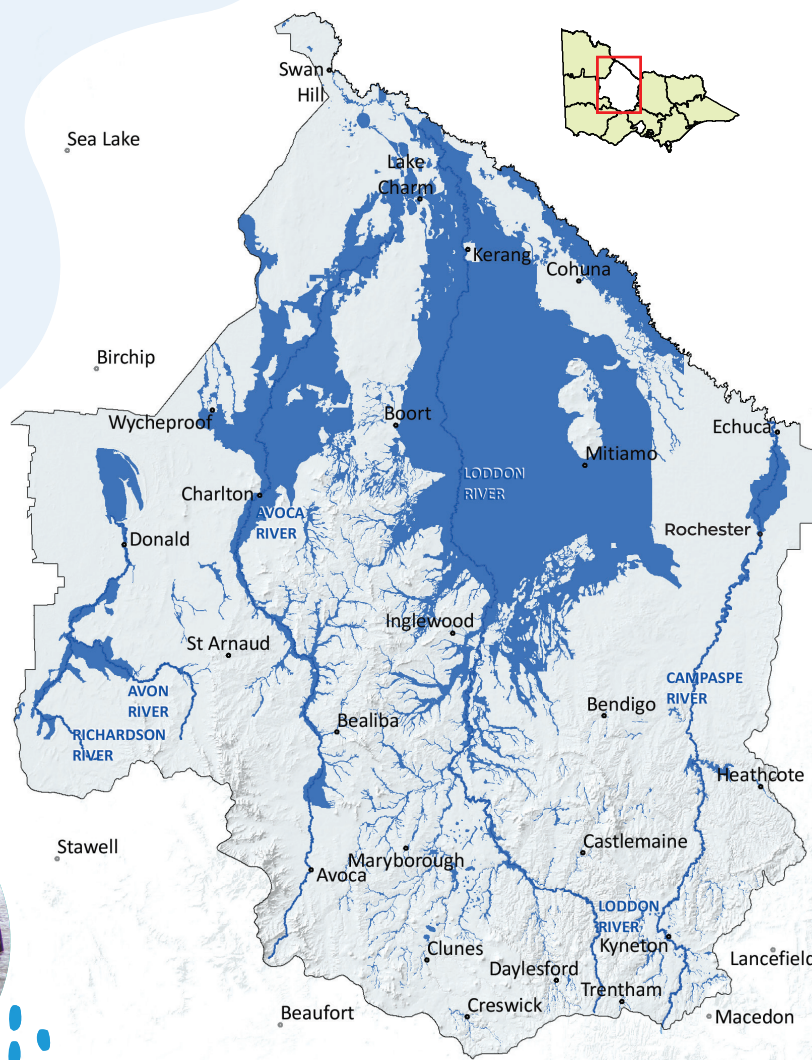 Swan
Hill
Sea Lake
Lake
Charm
Kerang
Cohuna
Birchip
Wycheproof
Boort
Echuca
Mitiamo
LODDON
RIVER
Charlton
AVOCA
RIVER
Rochester
Donald
Inglewood
St Arnaud
CAMPASPE
RIVER
AVON
RIVER
Bendigo
Bealiba
RICHARDSON
RIVER
Heathcote
Stawell
Castlemaine
Maryborough
Avoca
LODDON
RIVER
Kyneton
Clunes
Lancefield
Daylesford
Trentham
Creswick
Beaufort
Macedon